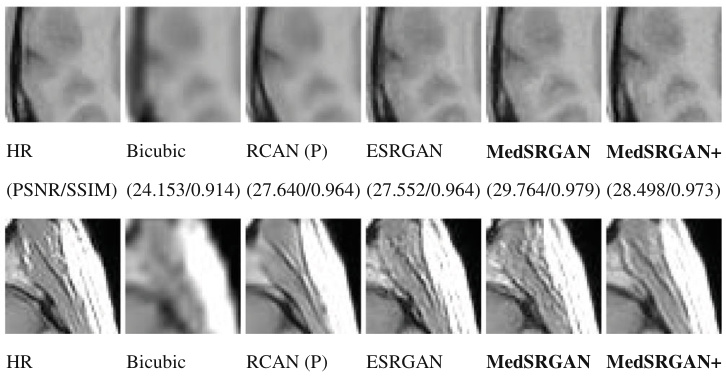 HR Bicubic RCAN (P) ESRGAN MedSRGAN MedSRGAN+
(PSNR/SSIM) (24.153/0.914) (27.640/0.964) (27.552/0.964) (29.764/0.979) (28.498/0.973)
HR Bicubic RCAN (P) ESRGAN MedSRGAN MedSRGAN+